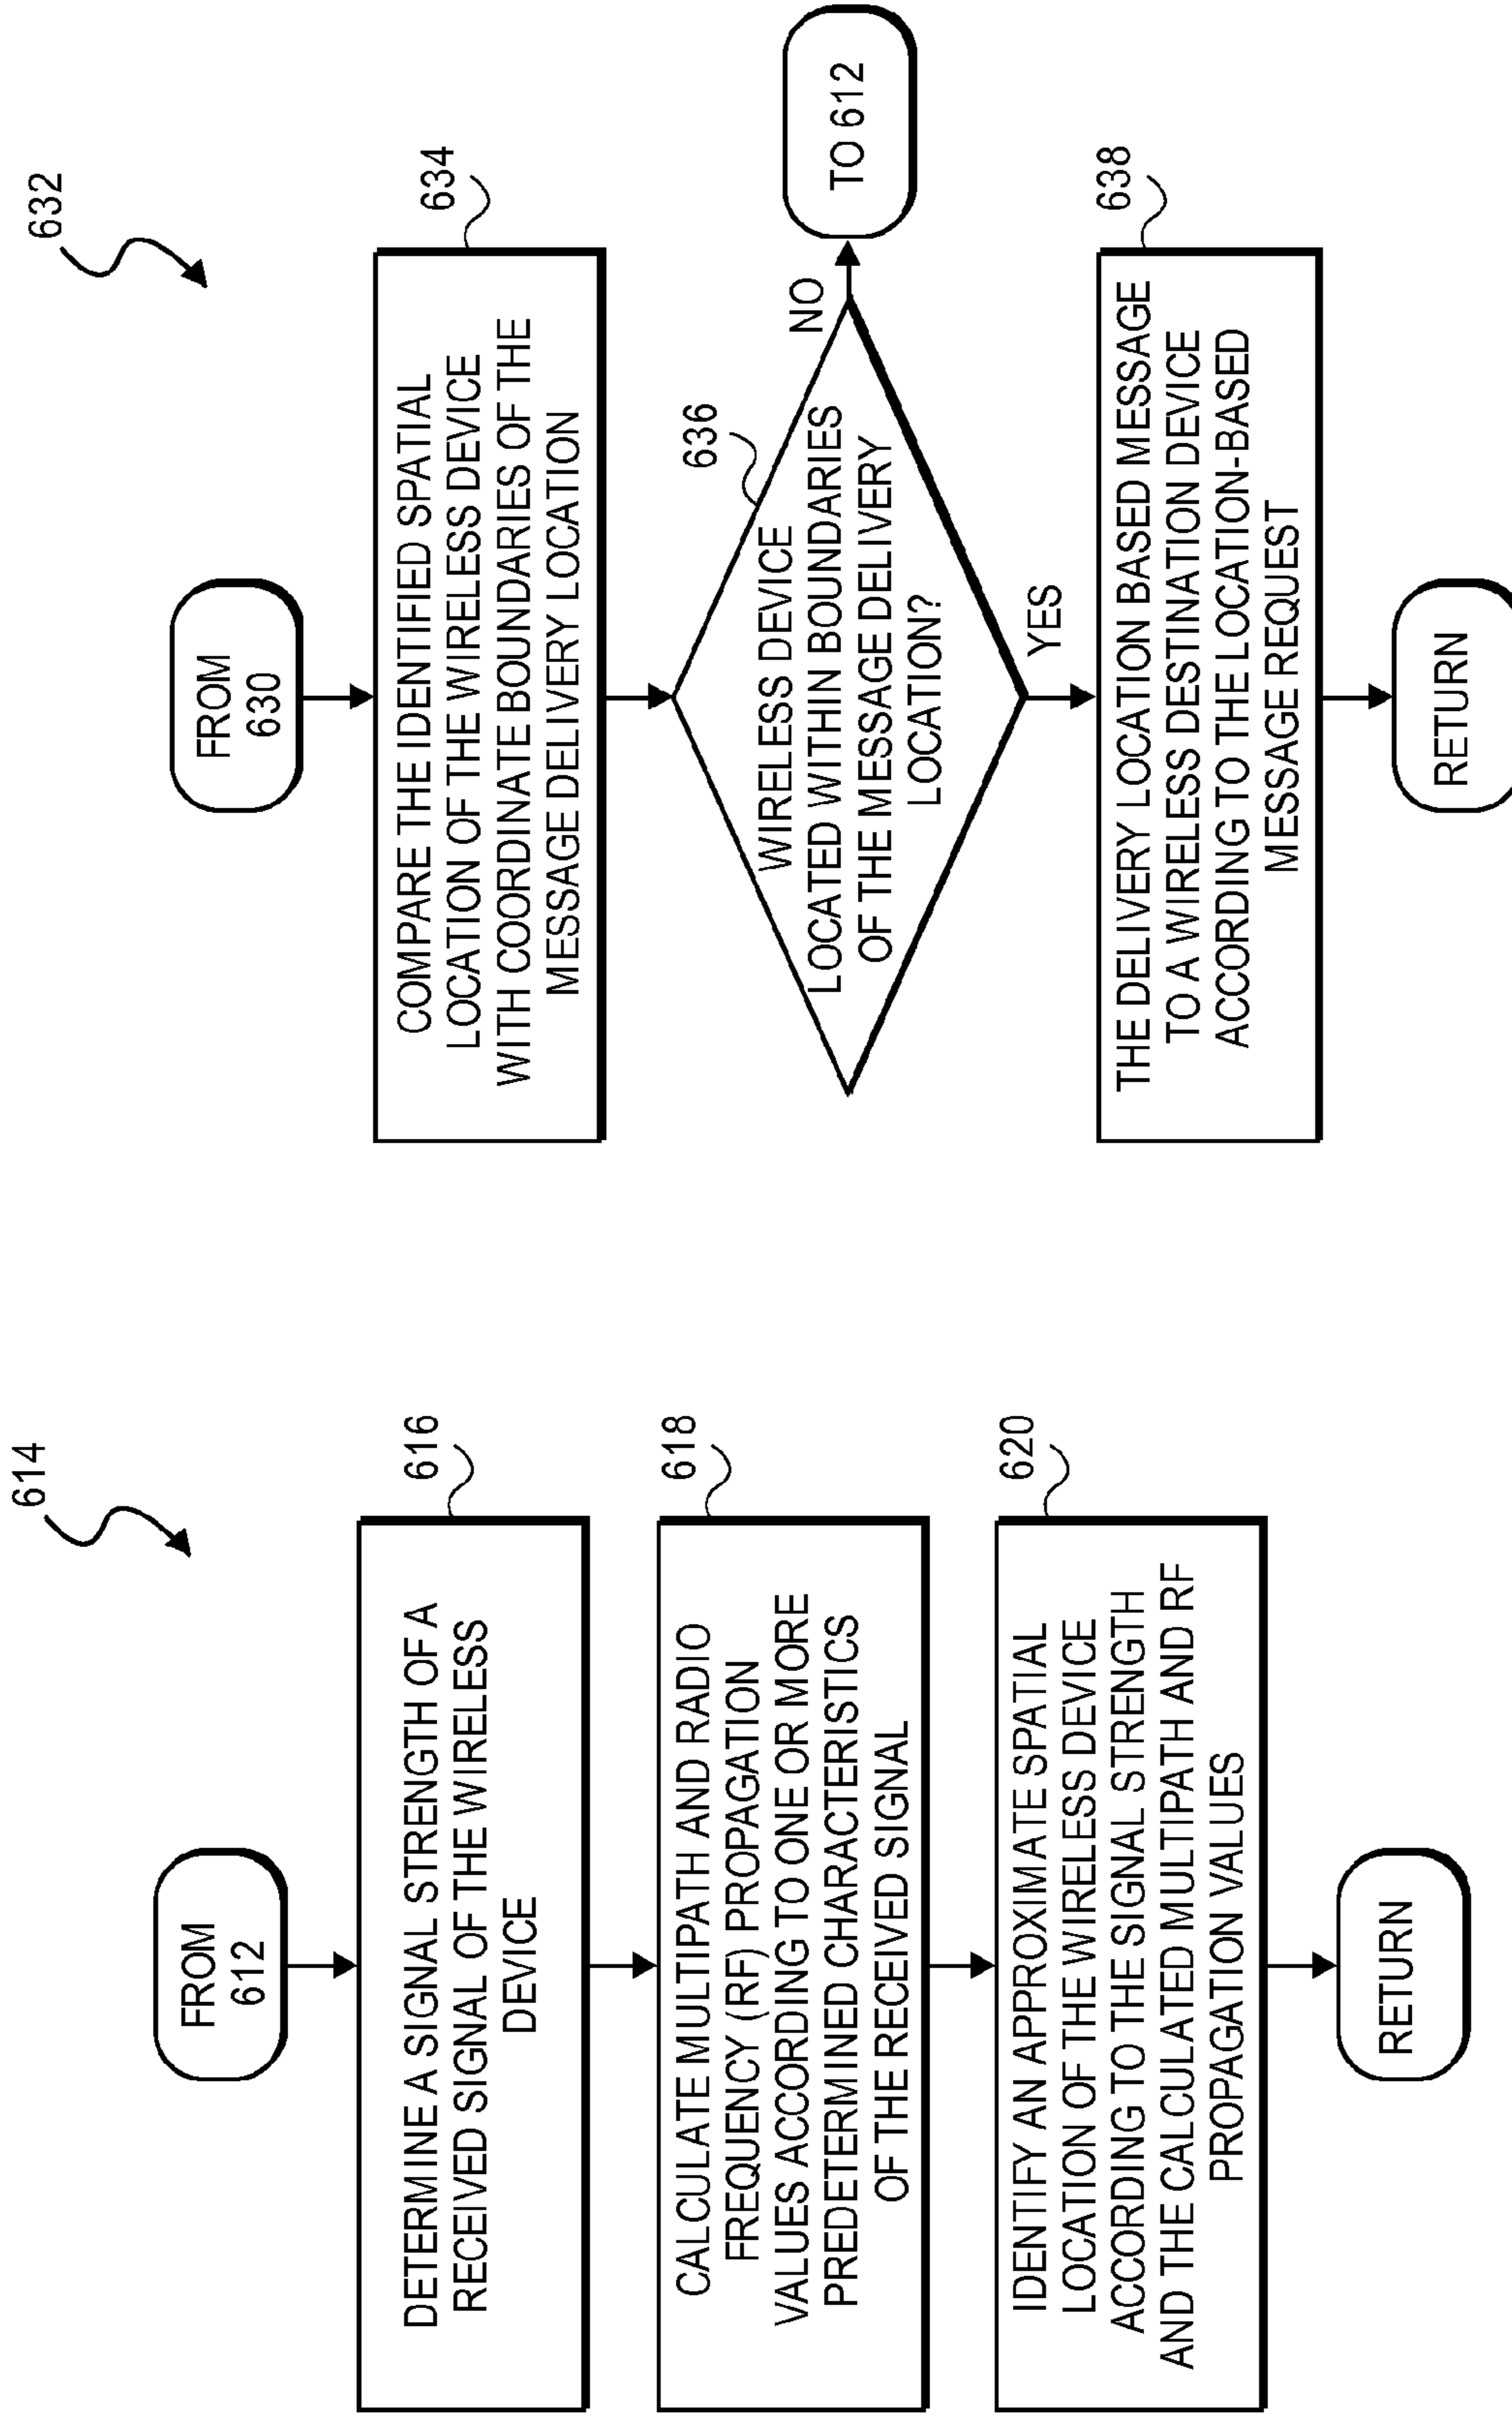 614
FROM
612
616
DETERMINE A SIGNAL STRENGTH OF A
RECEIVED SIGNAL OF THE WIRELESS
DEVICE
618
CALCULATE MULTIPATH AND RADIO
FREQUENCY (RF) PROPAGATION
VALUES ACCORDING TO ONE OR MORE
PREDETERMINED CHARACTERISTICS
OF THE RECEIVED SIGNAL
620
IDENTIFY AN APPROXIMATE SPATIAL
LOCATION OF THE WIRELESS DEVICE
ACCORDING TO THE SIGNAL STRENGTH
AND THE CALCULATED MULTIPATH AND RF
PROPAGATION VALUES
RETURN
632
FROM
630
634
COMPARE THE IDENTIFIED SPATIAL
LOCATION OF THE WIRELESS DEVICE
WITH COORDINATE BOUNDARIES OF THE
MESSAGE DELIVERY LOCATION
636
WIRELESS DEVICE
LOCATED WITHIN BOUNDARIES
OF THE MESSAGE DELIVERY
LOCATION?
NO
TO 612
YES
638
THE DELIVERY LOCATION BASED MESSAGE
TO A WIRELESS DESTINATION DEVICE
ACCORDING TO THE LOCATION-BASED
MESSAGE REQUEST
RETURN